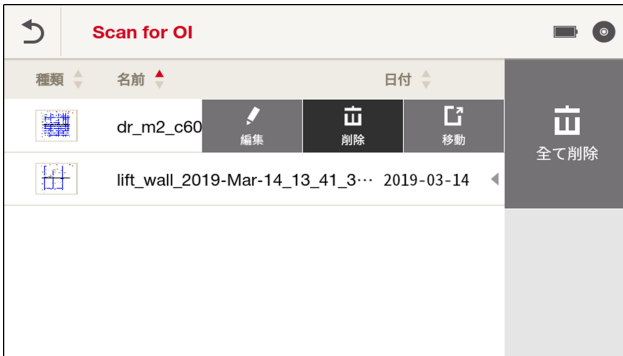 Scan for OI
種類 名前 日付
dr_m2_c60 編集 削除 移動
全て削除
lift_wall_2019-Mar-14_13_41_3… 2019-03-14